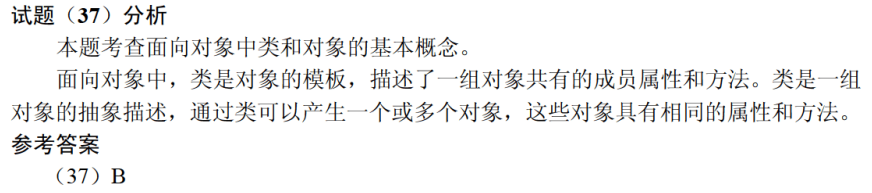 试题（37）分析
本题考查面向对象中类和对象的基本概念。
面向对象中，类是对象的模板，描述了一组对象共有的成员属性和方法。类是一组
对象的抽象描述，通过类可以产生一个或多个对象，这些对象具有相同的属性和方法。
参考答案
（37）B